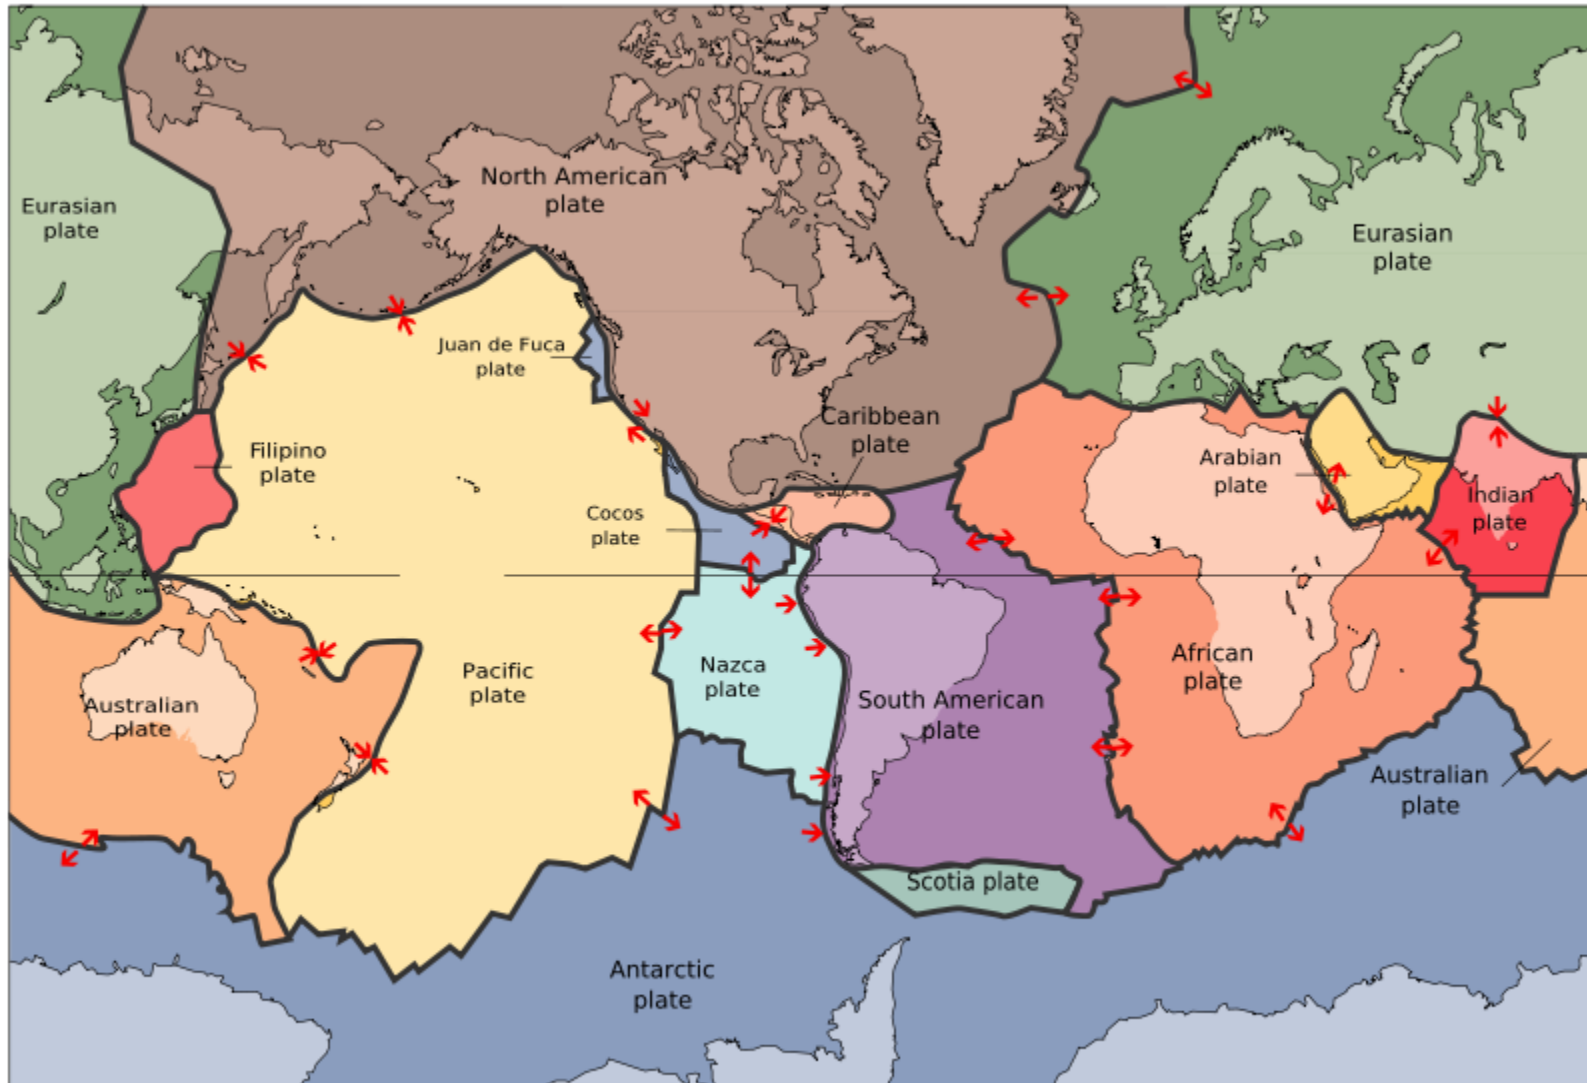 North American
plate
Eurasian
plate
Eurasian
plate
Juan de Fuca
plate
Caribbean
plate
Filipino
plate
Arabian
plate
Indian
plate
Cocos
plate
African
plate
Nazca
plate
Pacific
plate
South American
plate
Australian
plate
Australian
plate
Scotia plate
Antarctic
plate